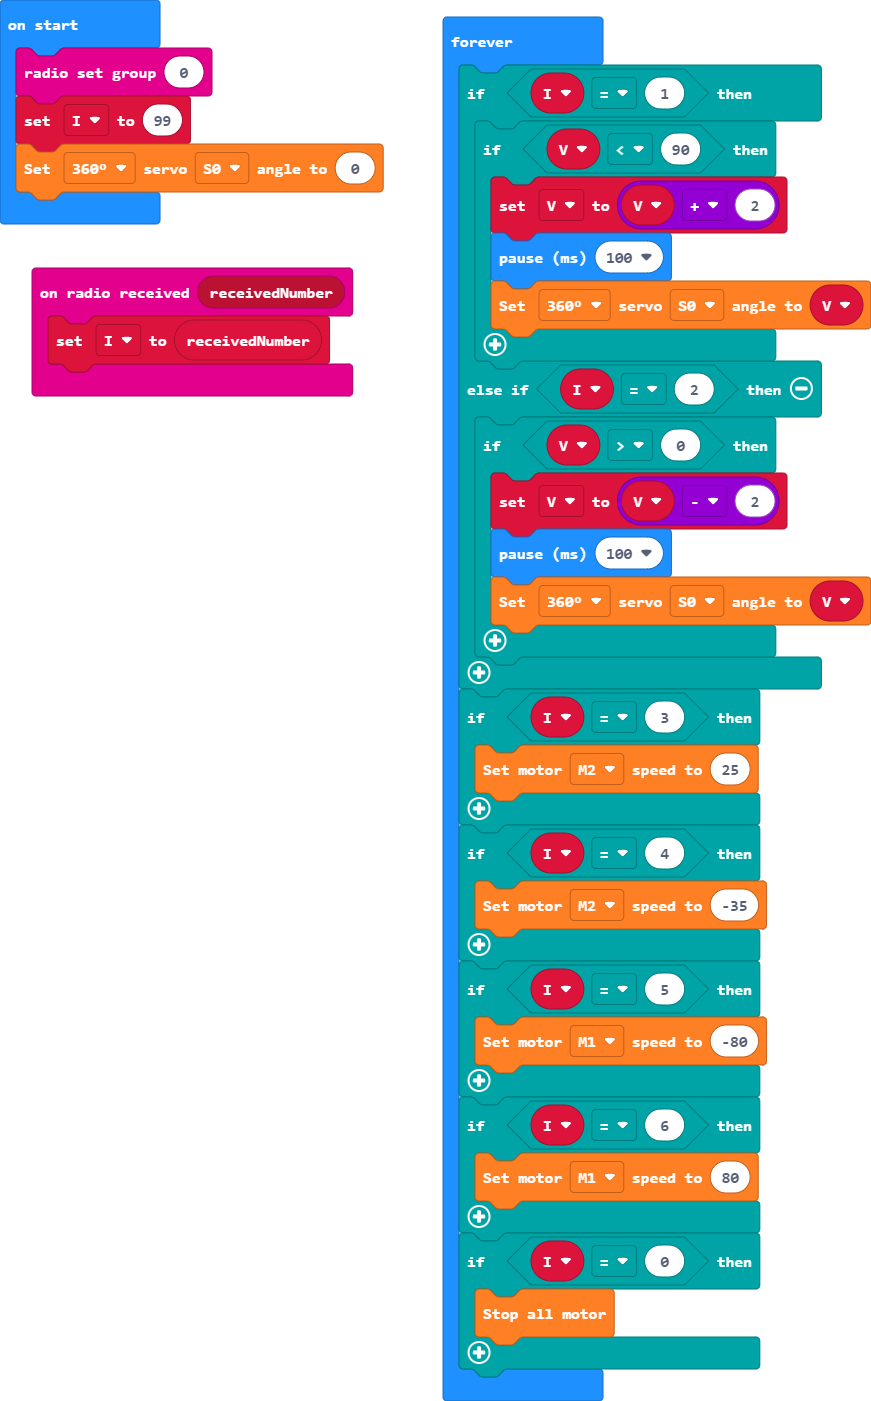 on start
radio set group 0
set I to 99
Set 360º servo S0 angle to 0
on radio received receivedNumber
set I to receivedNumber
forever
if I = 1 then
if V < 90 then
set V to V + 2
pause (ms) 100
Set 360º servo S0 angle to V
else if I = 2 then
if V > 0 then
set V to V - 2
pause (ms) 100
Set 360º servo S0 angle to V
if I = 3 then
Set motor M2 speed to 25
if I = 4 then
Set motor M2 speed to -35
if I = 5 then
Set motor M1 speed to -80
if I = 6 then
Set motor M1 speed to 80
if I = 0 then
Stop all motor